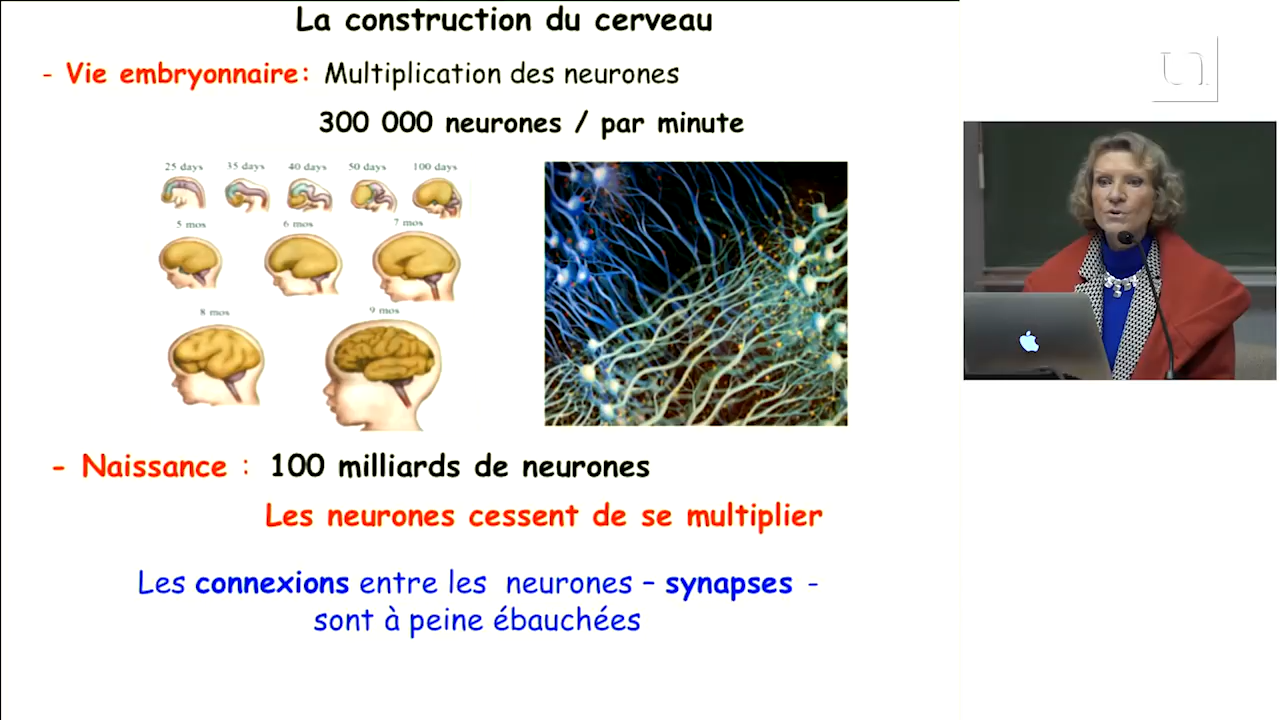 La construction du cerveau
- Vie embryonnaire: Multiplication des neurones
300 000 neurones / par minute
25 days 35 days 40 days 50 days 100 days
5 mos 6 mos 7 mos
8 mos 9 mos
- Naissance : 100 milliards de neurones
Les neurones cessent de se multiplier
Les connexions entre les neurones – synapses -
sont à peine ébauchées